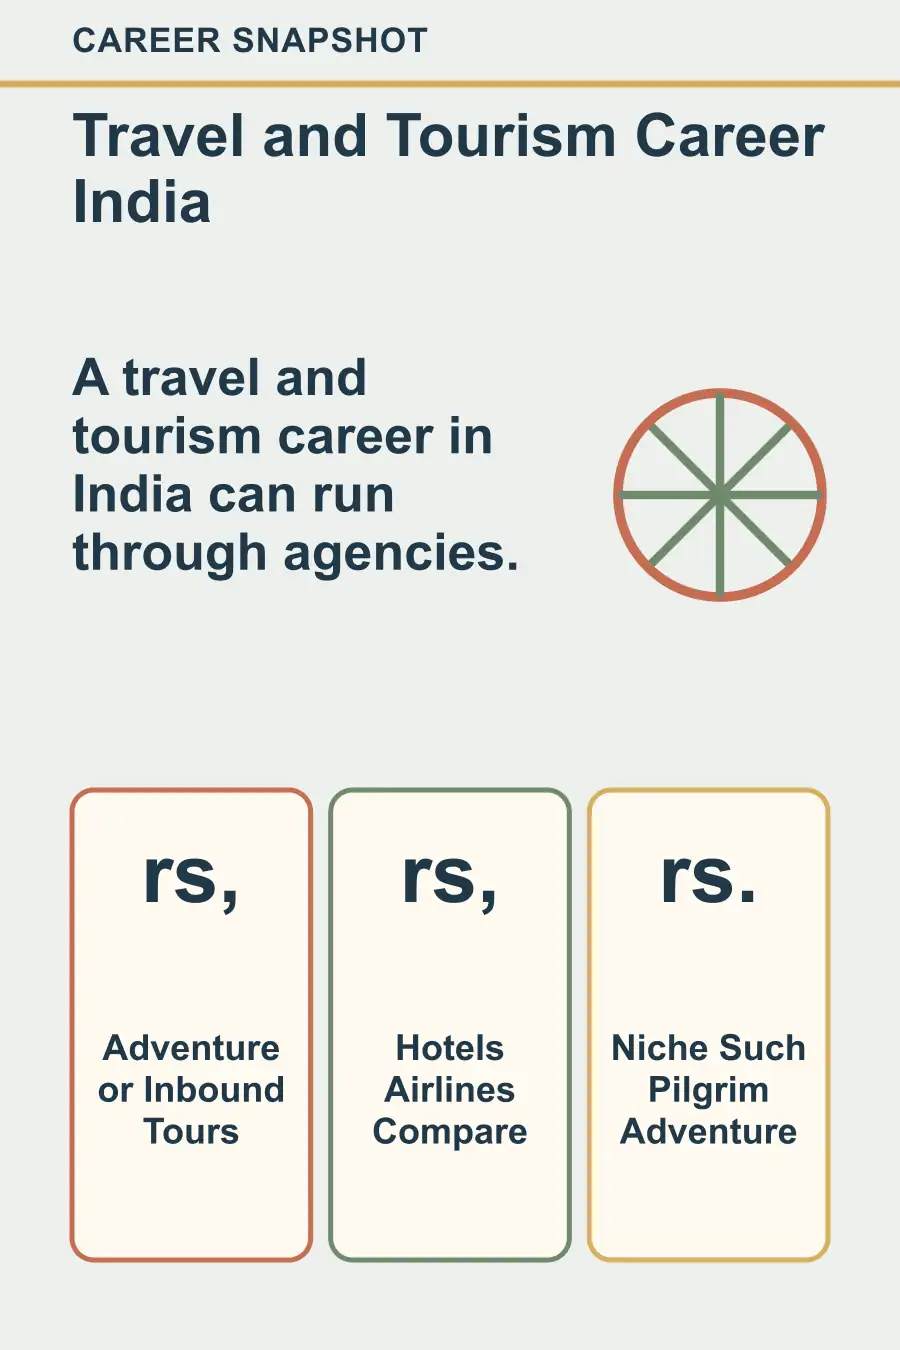 CAREER SNAPSHOT
Travel and Tourism Career
India
A travel and
tourism career in
India can run
through agencies.
rs,
Adventure
or Inbound
Tours
rs,
Hotels
Airlines
Compare
rs.
Niche Such
Pilgrim
Adventure